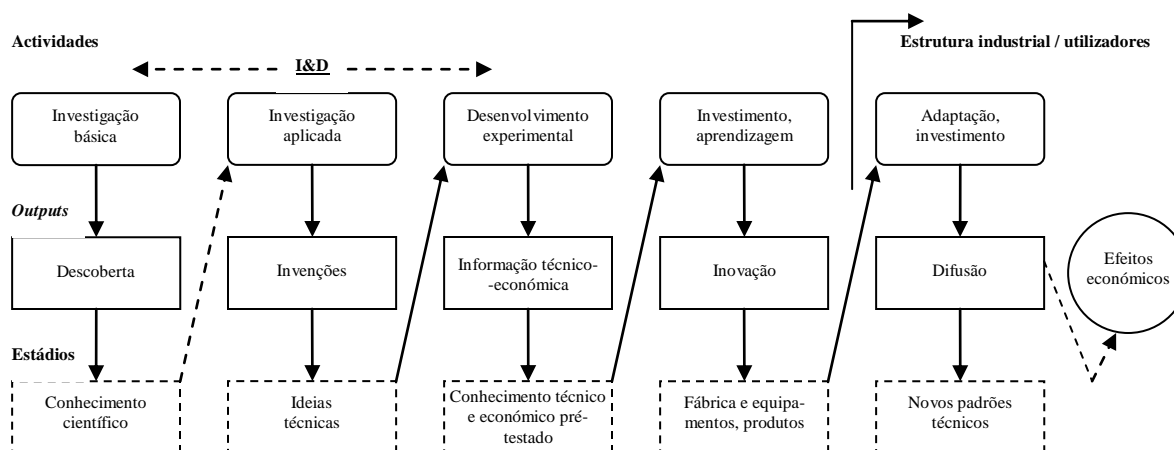 Actividades
I&D
Estrutura industrial / utilizadores
Investigação
básica
Investigação
aplicada
Desenvolvimento
experimental
Investimento,
aprendizagem
Adaptação,
investimento
Outputs
Descoberta
Invenções
Informação técnico-
-económica
Inovação
Difusão
Efeitos
económicos
Estádios
Conhecimento
científico
Ideias
técnicas
Conhecimento técnico
e económico pré-
testado
Fábrica e equipa-
mentos, produtos
Novos padrões
técnicos